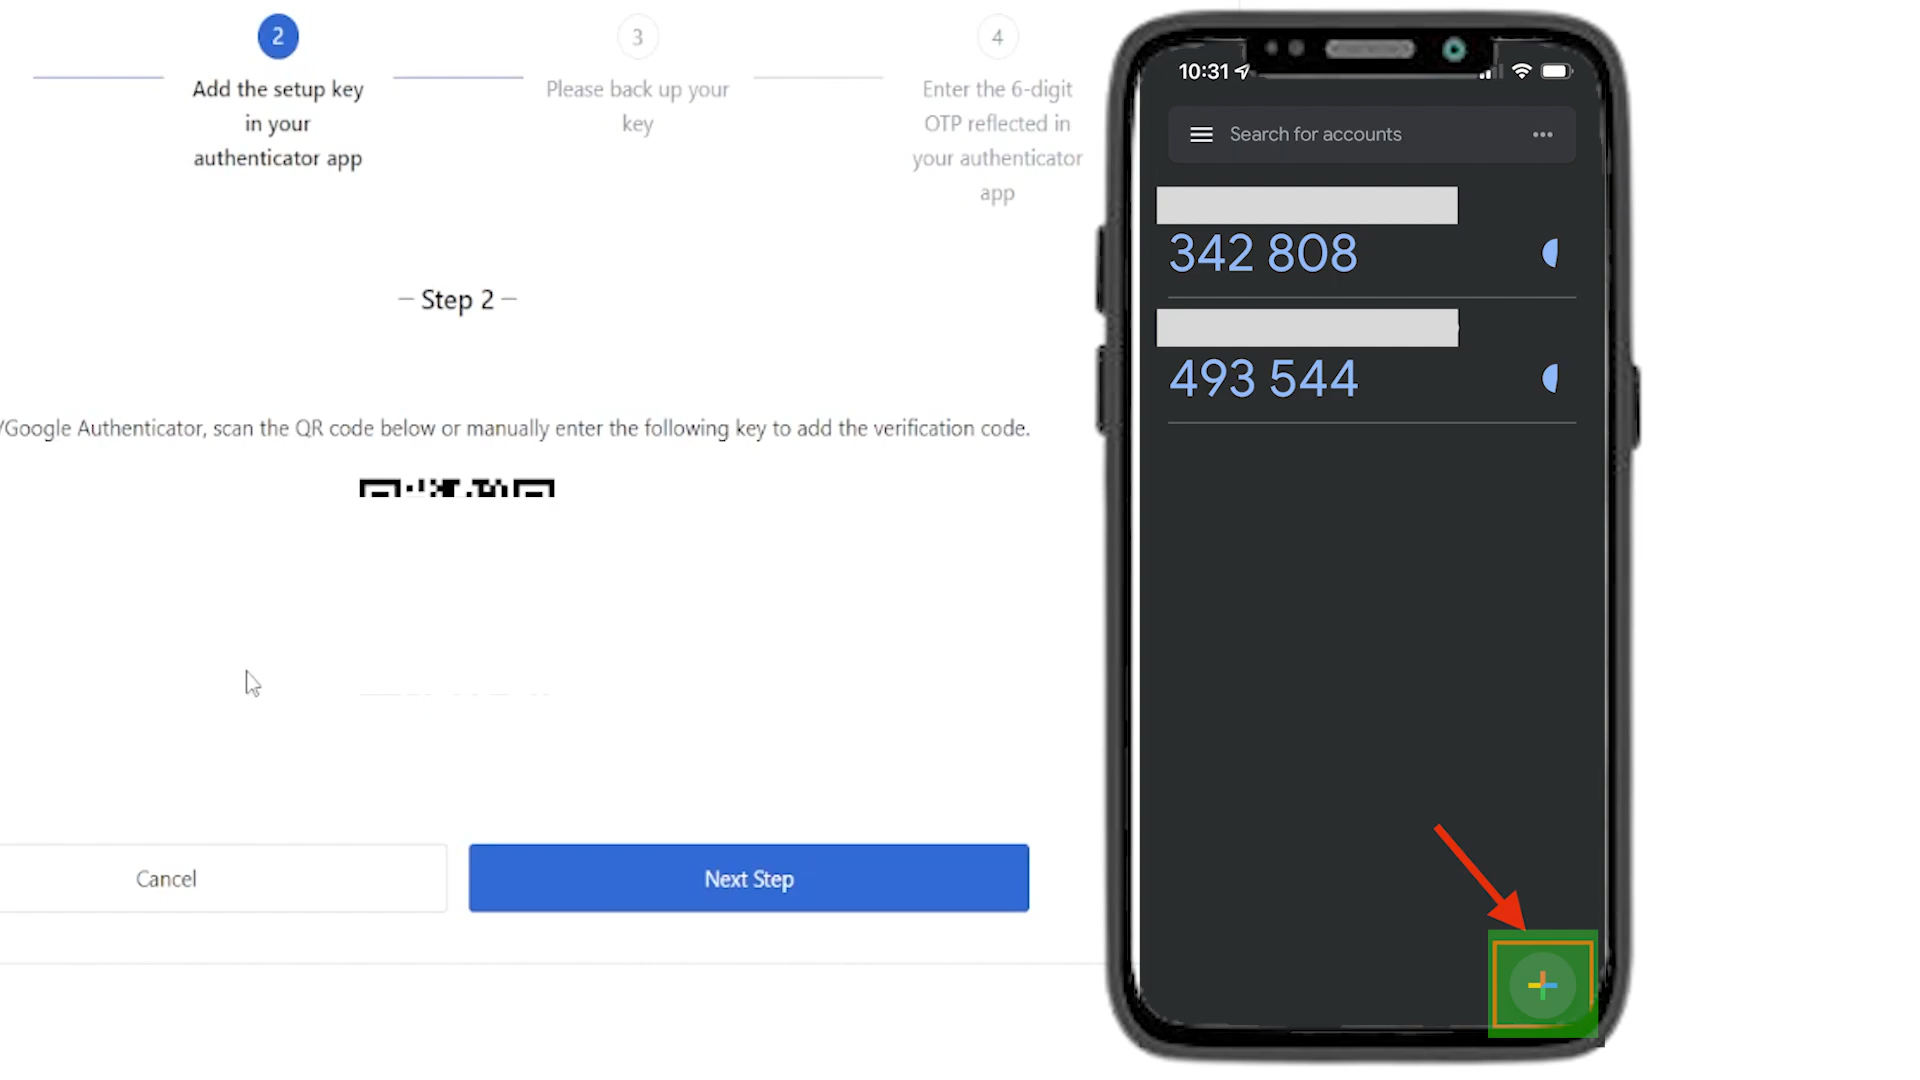 2
Add the setup key
in your
authenticator app
3
Please back up your
key
4
Enter the 6-digit
OTP reflected in
your authenticator
app
– Step 2 –
/Google Authenticator, scan the QR code below or manually enter the following key to add the verification code.
Cancel
Next Step
10:31
Search for accounts
342 808
493 544